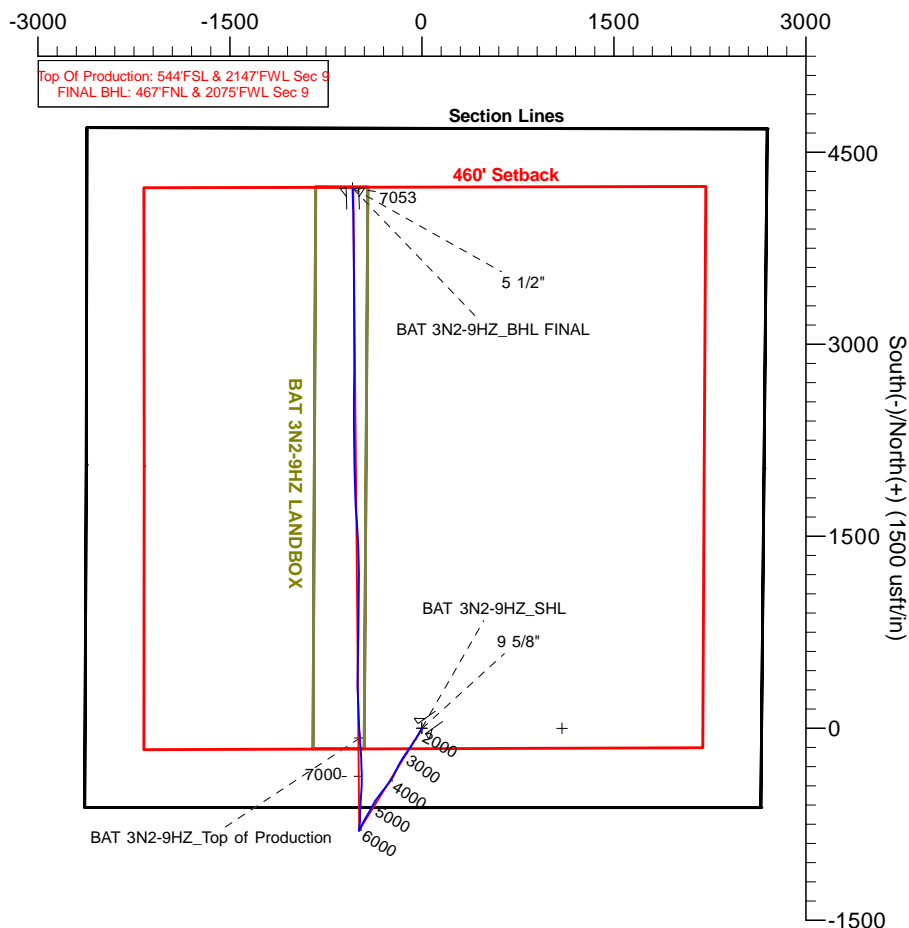 -3000
-1500
0
1500
3000
Top Of Production: 544'FSL & 2147'FWL Sec 9
FINAL BHL: 467'FNL & 2075'FWL Sec 9
Section Lines
4500
460' Setback
7053
5 1/2"
BAT 3N2-9HZ_BHL FINAL
3000
South(-)/North(+) (1500 usft/in)
BAT 3N2-9HZ LANDBOX
1500
BAT 3N2-9HZ_SHL
9 5/8"
0
2000
3000
7000
4000
5000
6000
BAT 3N2-9HZ_Top of Production
-1500